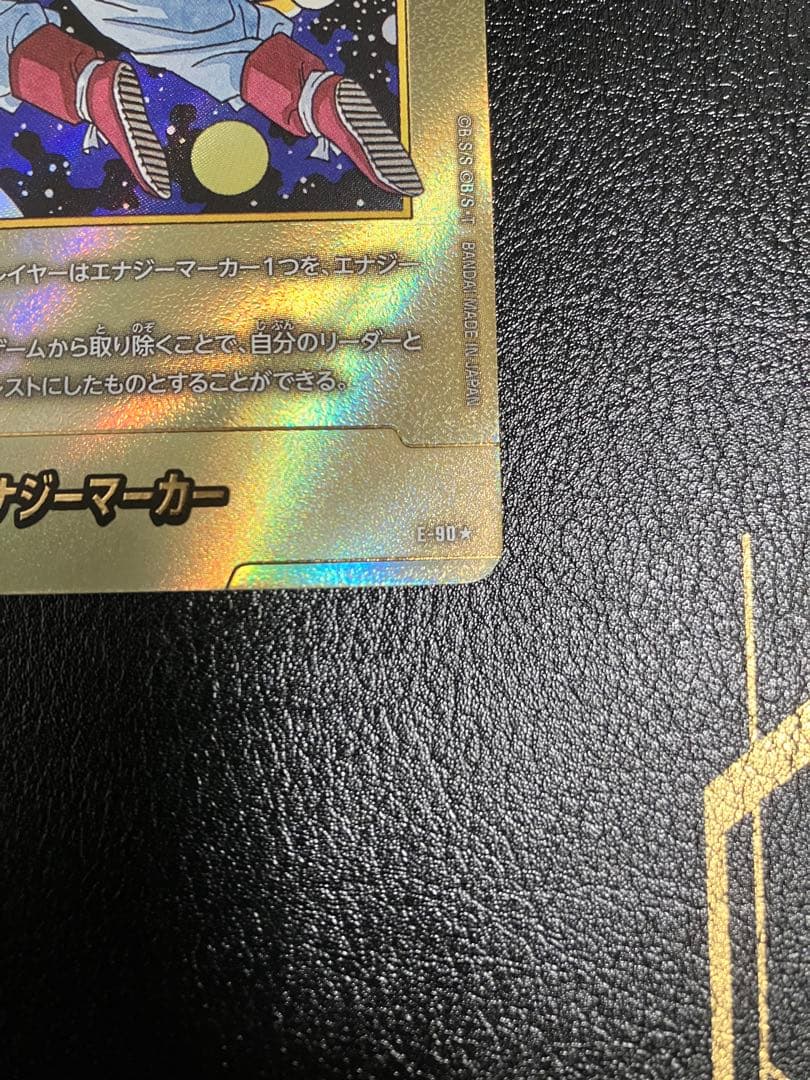 レイヤーはエナジーマーカー1つを、エナジー
ゲームから取り除くことで、自分のリーダーと
レストにしたものとすることができる。
ナジーマーカー
E-90★
©B.S/S ©B/S・T BANDAI MADE IN JAPAN